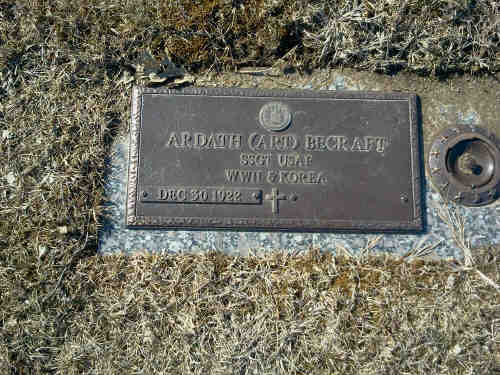 ARDATH (ART) BECRAFT
SSGT USAF
WWII & KOREA
DEC 30 1922